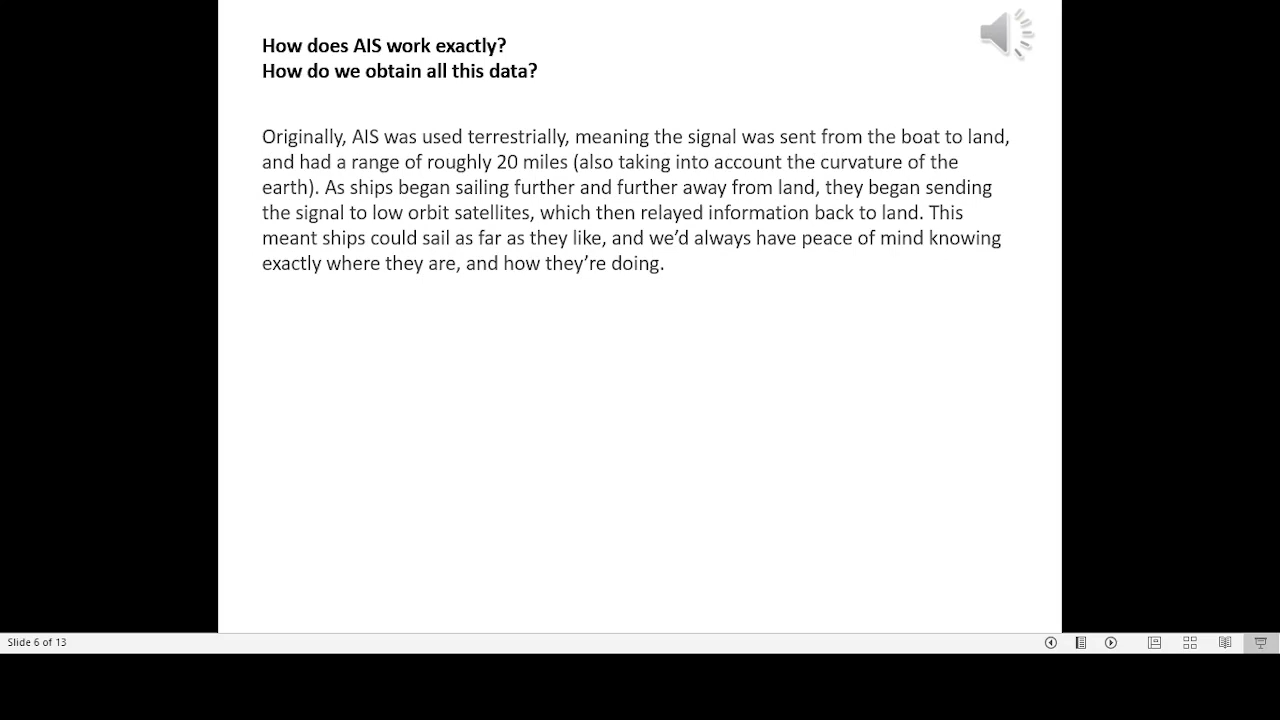 How does AIS work exactly?
How do we obtain all this data?
Originally, AIS was used terrestrially, meaning the signal was sent from the boat to land,
and had a range of roughly 20 miles (also taking into account the curvature of the
earth). As ships began sailing further and further away from land, they began sending
the signal to low orbit satellites, which then relayed information back to land. This
meant ships could sail as far as they like, and we’d always have peace of mind knowing
exactly where they are, and how they’re doing.
Slide 6 of 13